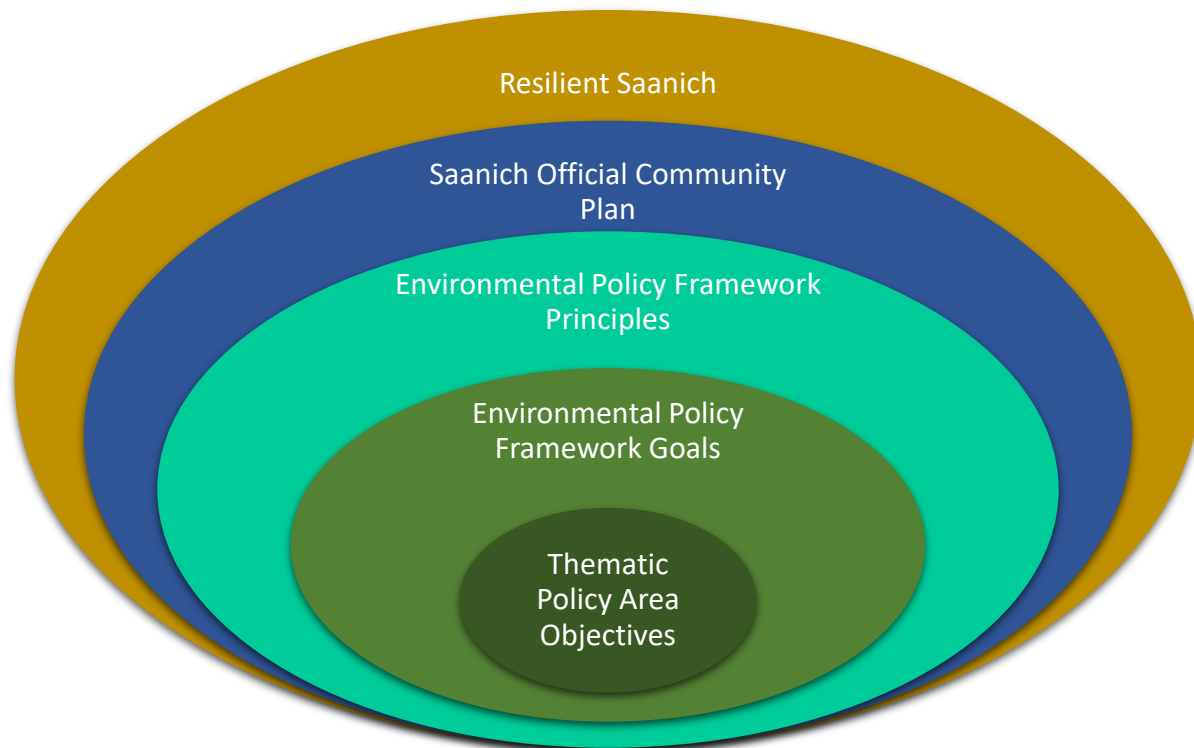 Resilient Saanich
Saanich Official Community
Plan
Environmental Policy Framework
Principles
Environmental Policy
Framework Goals
Thematic
Policy Area
Objectives